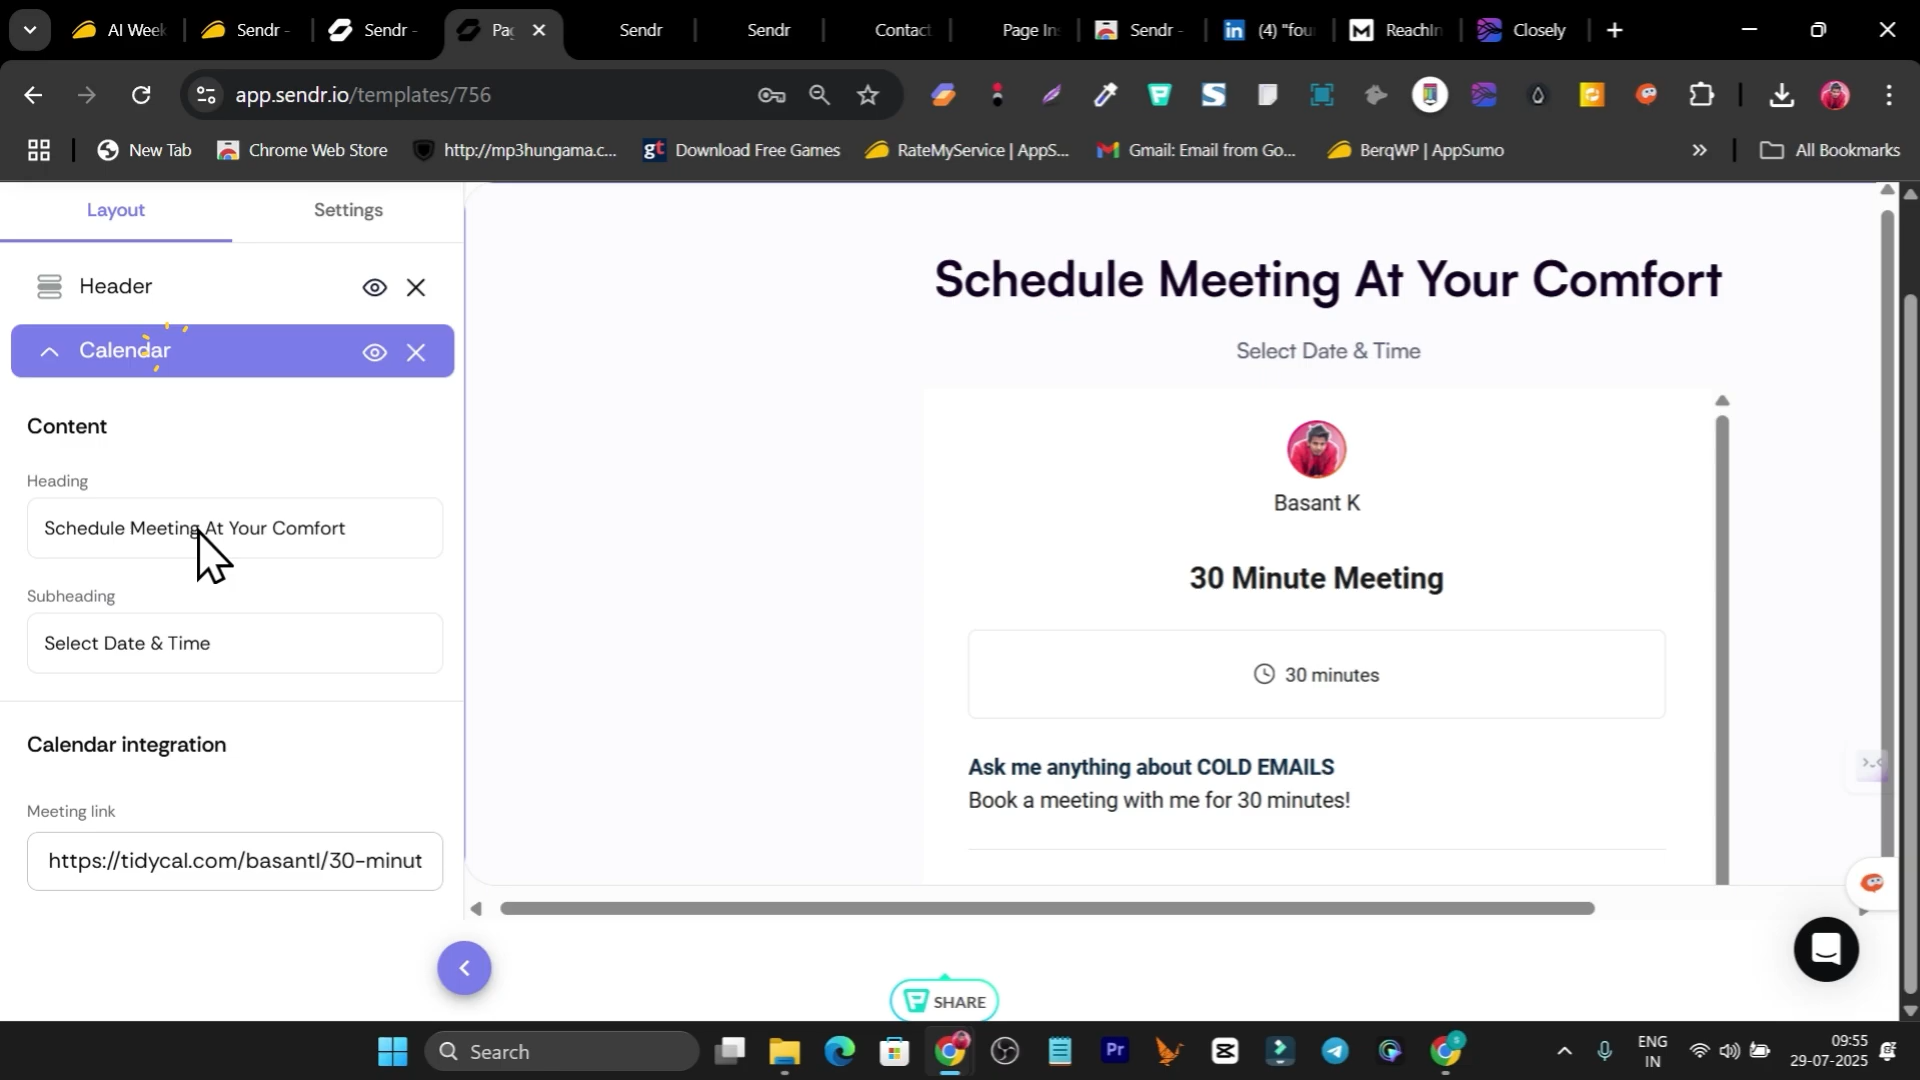 AI Week
Sendr -
Sendr -
Pag
Sendr
Sendr
Contact
Page In
Sendr -
(4) "fou
ReachIn
Closely
app.sendr.io/templates/756
New Tab
Chrome Web Store
http://mp3hungama.c...
Download Free Games
RateMyService | AppS...
Gmail: Email from Go...
BerqWP | AppSumo
All Bookmarks
Layout
Settings
Header
Calendar
Content
Heading
Schedule Meeting At Your Comfort
Subheading
Select Date & Time
Calendar integration
Meeting link
https://tidycal.com/basantl/30-minut
Schedule Meeting At Your Comfort
Select Date & Time
Basant K
30 Minute Meeting
30 minutes
Ask me anything about COLD EMAILS
Book a meeting with me for 30 minutes!
SHARE
Search
ENG
IN
09:55
29-07-2025